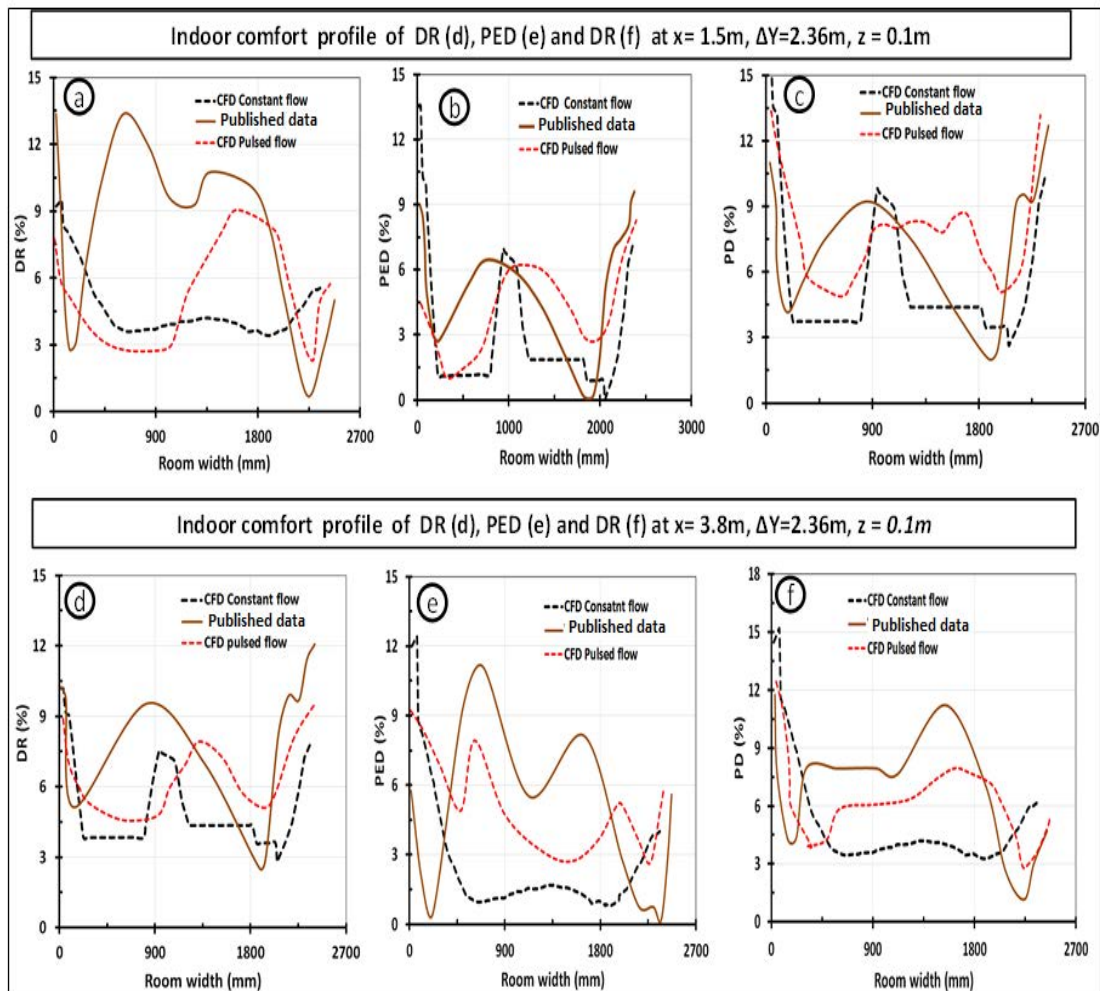 Indoor comfort profile of DR (d), PED (e) and DR (f) at x= 1.5m, ΔY=2.36m, z = 0.1m
a
CFD Constant flow
Published data
CFD Pulsed flow
DR (%)
15
12
9
6
3
0
0 900 1800 2700
Room width (mm)
b
CFD Constant flow
Published data
CFD Pulsed flow
PED (%)
15
12
9
6
3
0
0 1000 2000 3000
Room width (mm)
c
CFD Constant flow
Published data
CFD Pulsed flow
PD (%)
15
12
9
6
3
0
0 900 1800 2700
Room width (mm)
Indoor comfort profile of DR (d), PED (e) and DR (f) at x= 3.8m, ΔY=2.36m, z = 0.1m
d
CFD Constant flow
Published data
CFD pulsed flow
DR (%)
15
12
9
6
3
0
0 900 1800 2700
Room width (mm)
e
CFD Consatnt flow
Published data
CFD Pulsed flow
PED (%)
15
12
9
6
3
0
0 900 1800 2700
Room width (mm)
f
CFD Constant flow
Published data
CFD Pulsed flow
PD (%)
18
15
12
9
6
3
0
0 900 1800 2700
Room width (mm)